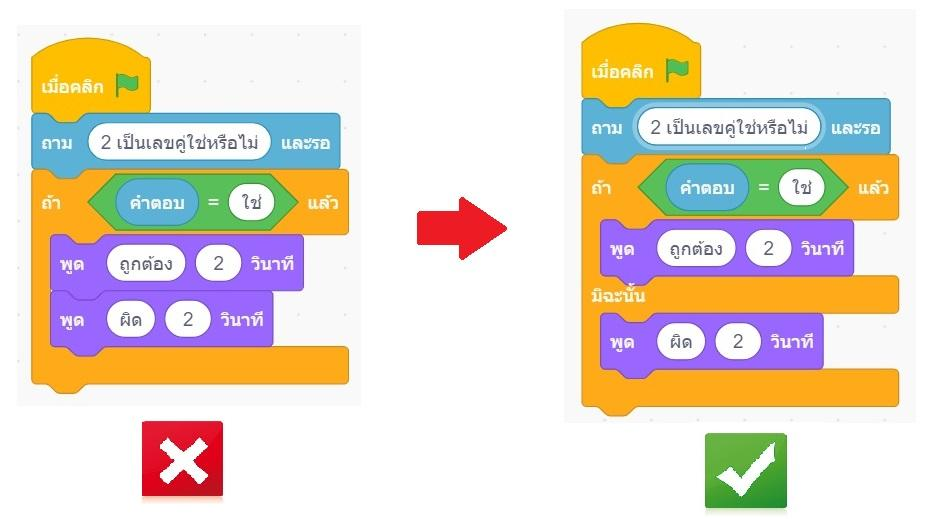 เมื่อคลิก
ถาม 2 เป็นเลขคู่ใช่หรือไม่ และรอ
ถ้า คำตอบ = ใช่ แล้ว
พูด ถูกต้อง 2 วินาที
พูด ผิด 2 วินาที
เมื่อคลิก
ถาม 2 เป็นเลขคู่ใช่หรือไม่ และรอ
ถ้า คำตอบ = ใช่ แล้ว
พูด ถูกต้อง 2 วินาที
มิฉะนั้น
พูด ผิด 2 วินาที